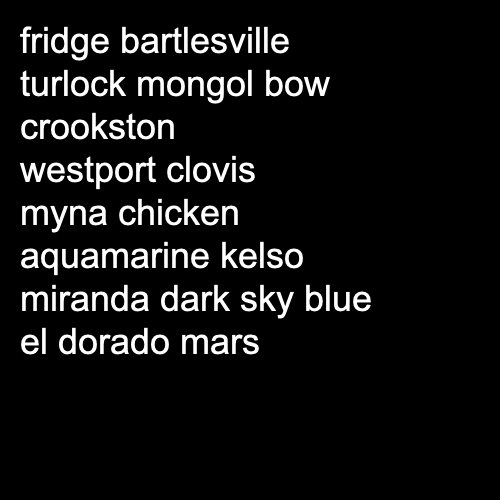 fridge bartlesville
turlock mongol bow
crookston
westport clovis
myna chicken
aquamarine kelso
miranda dark sky blue
el dorado mars